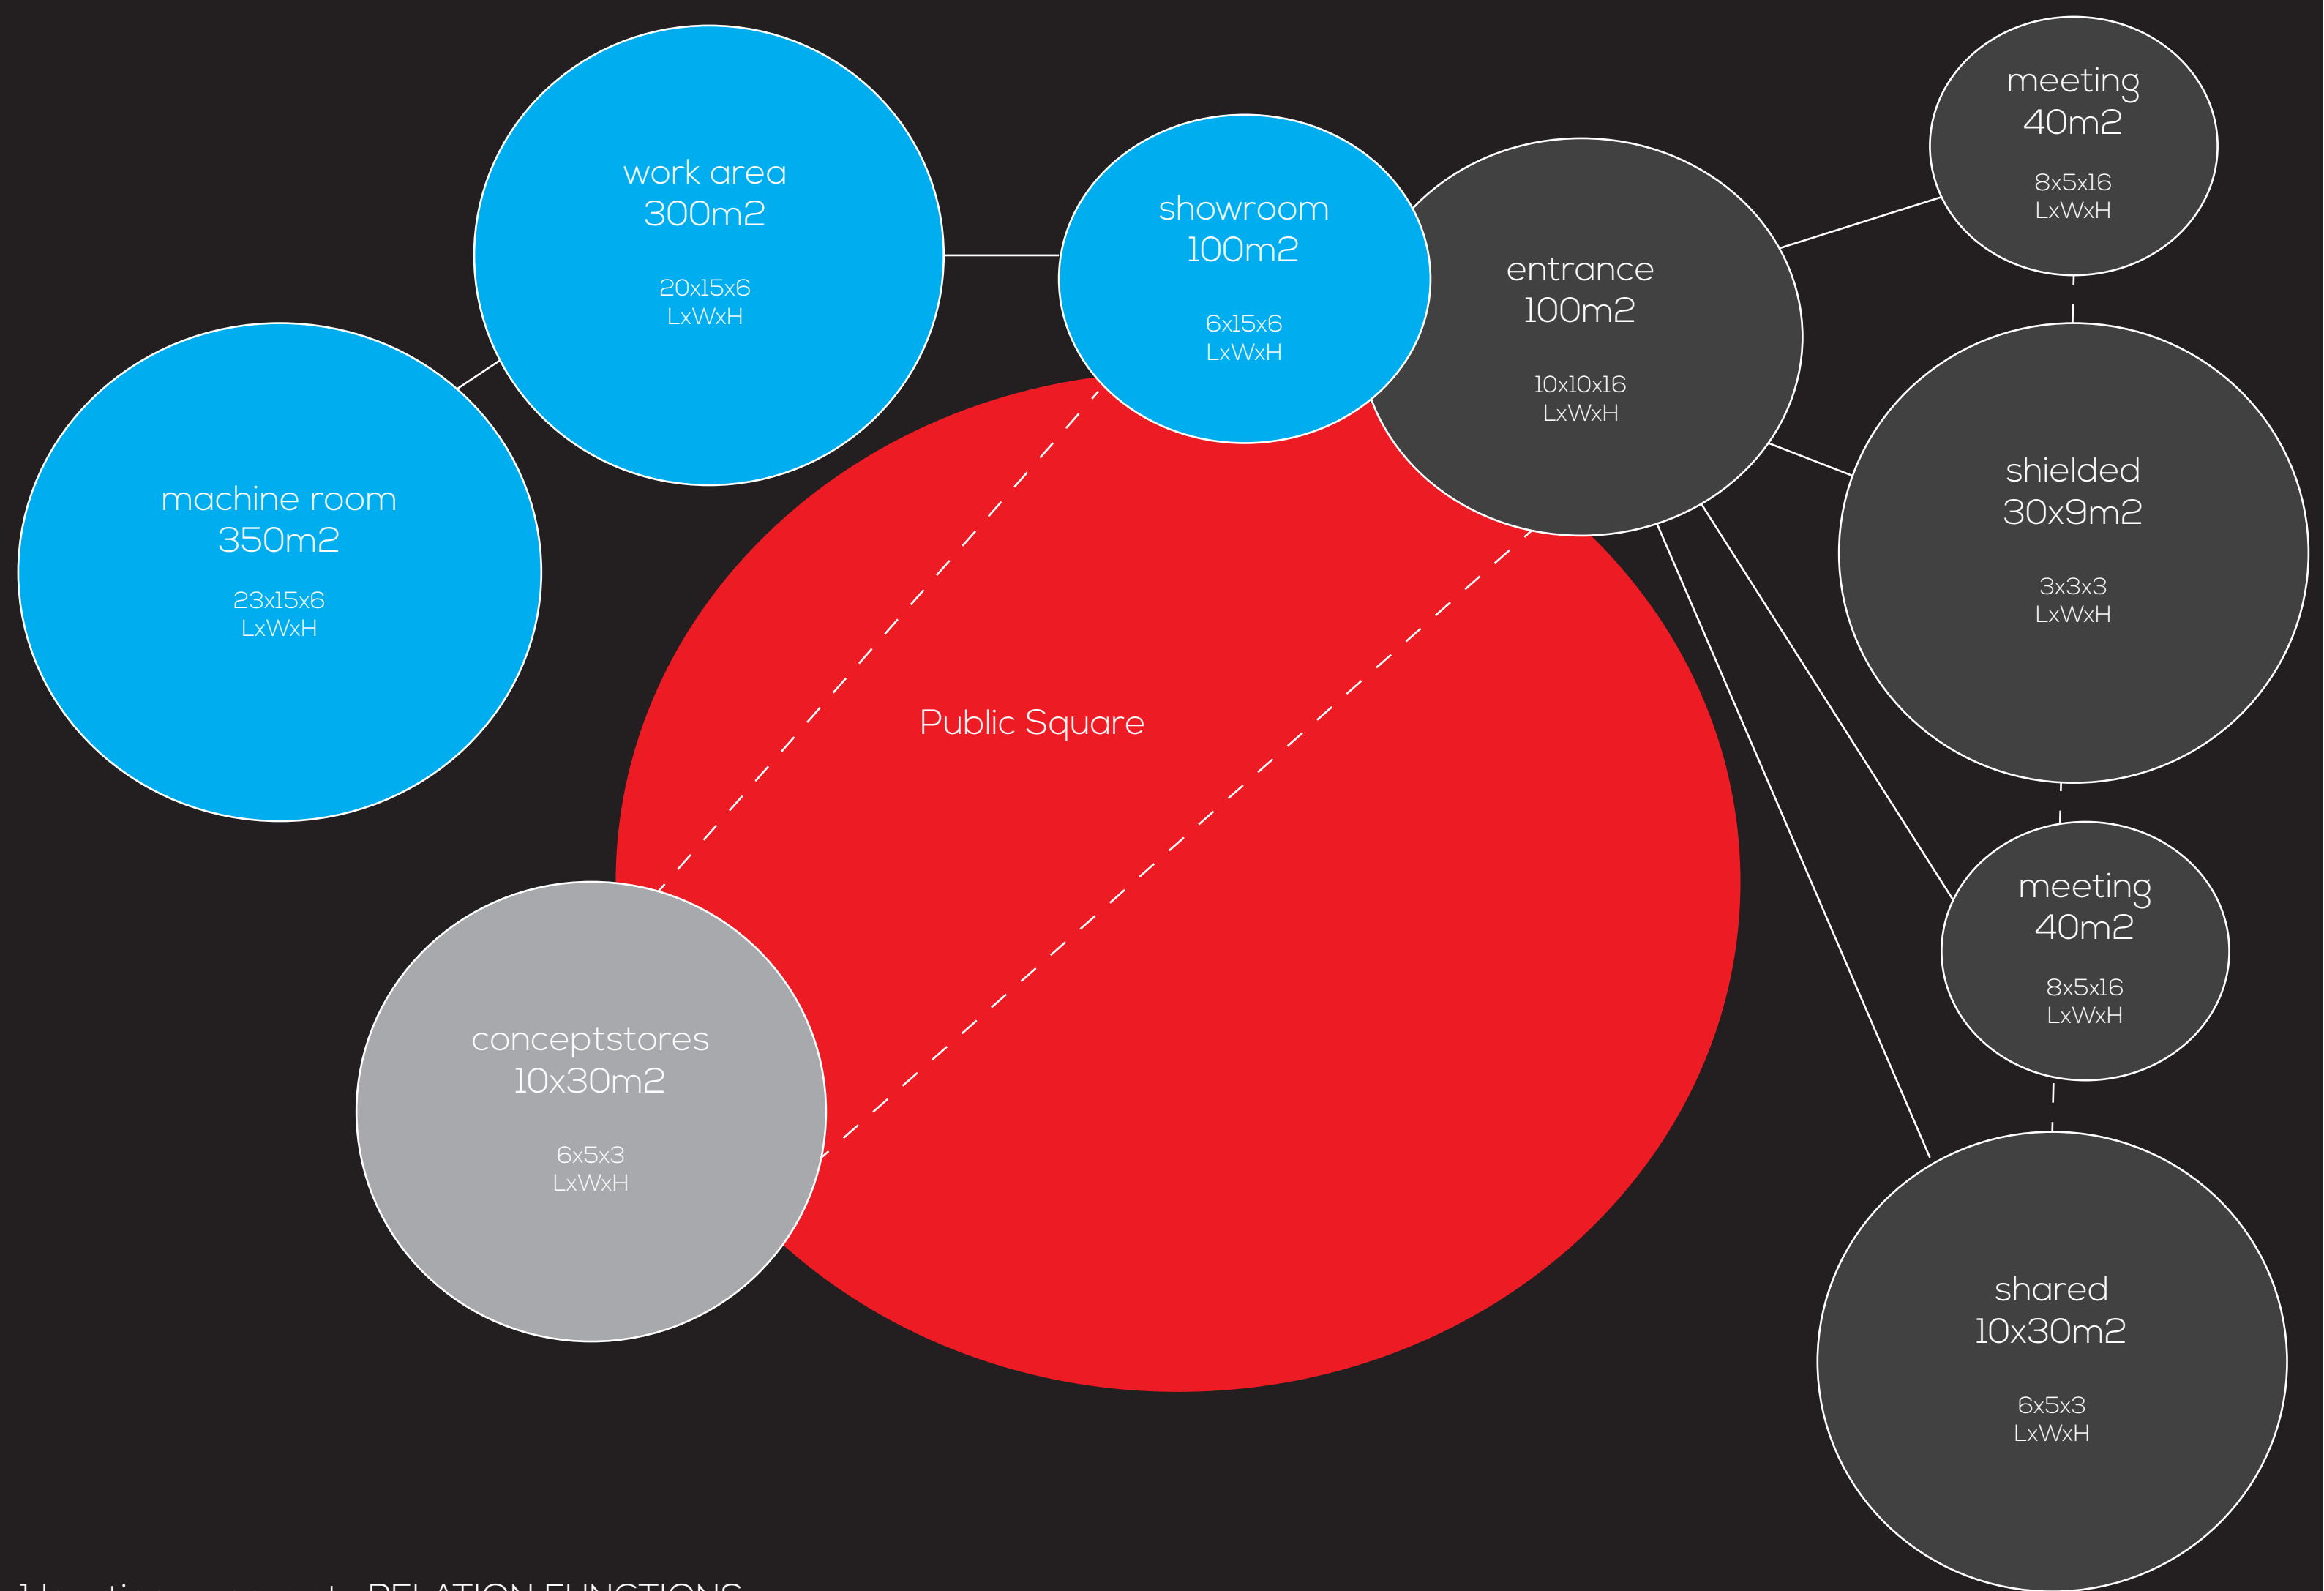 meeting
40m2
8x5x16
LxWxH
work area
300m2
20x15x6
LxWxH
showroom
100m2
6x15x6
LxWxH
entrance
100m2
10x10x16
LxWxH
machine room
350m2
23x15x6
LxWxH
shielded
30x9m2
3x3x3
LxWxH
Public Square
meeting
40m2
8x5x16
LxWxH
conceptstores
10x30m2
6x5x3
LxWxH
shared
10x30m2
6x5x3
LxWxH
RELATION FUNCTIONS